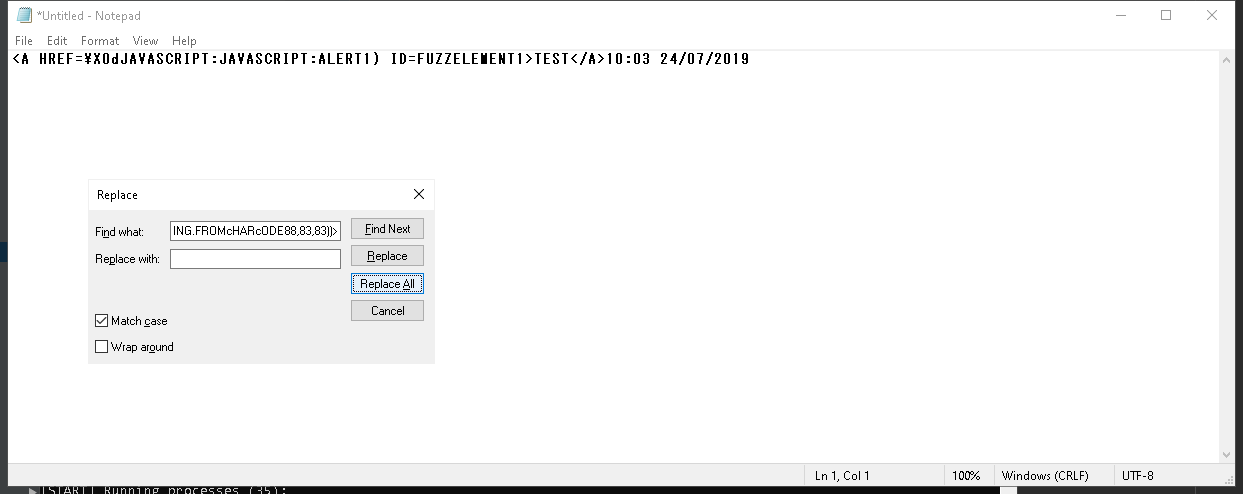 *Untitled - Notepad
File Edit Format View Help
<A HREF=¥X0dJAVASCRIPT:JAVASCRIPT:ALERT1) ID=FUZZELEMENT1>TEST</A>10:03 24/07/2019
Replace
Find what: ING.FROMcHARcODE88,83,83))> Find Next
Replace with: Replace
Replace All
Cancel
Match case
Wrap around
Ln 1, Col 1 100% Windows (CRLF) UTF-8
[START] Running processes (35):